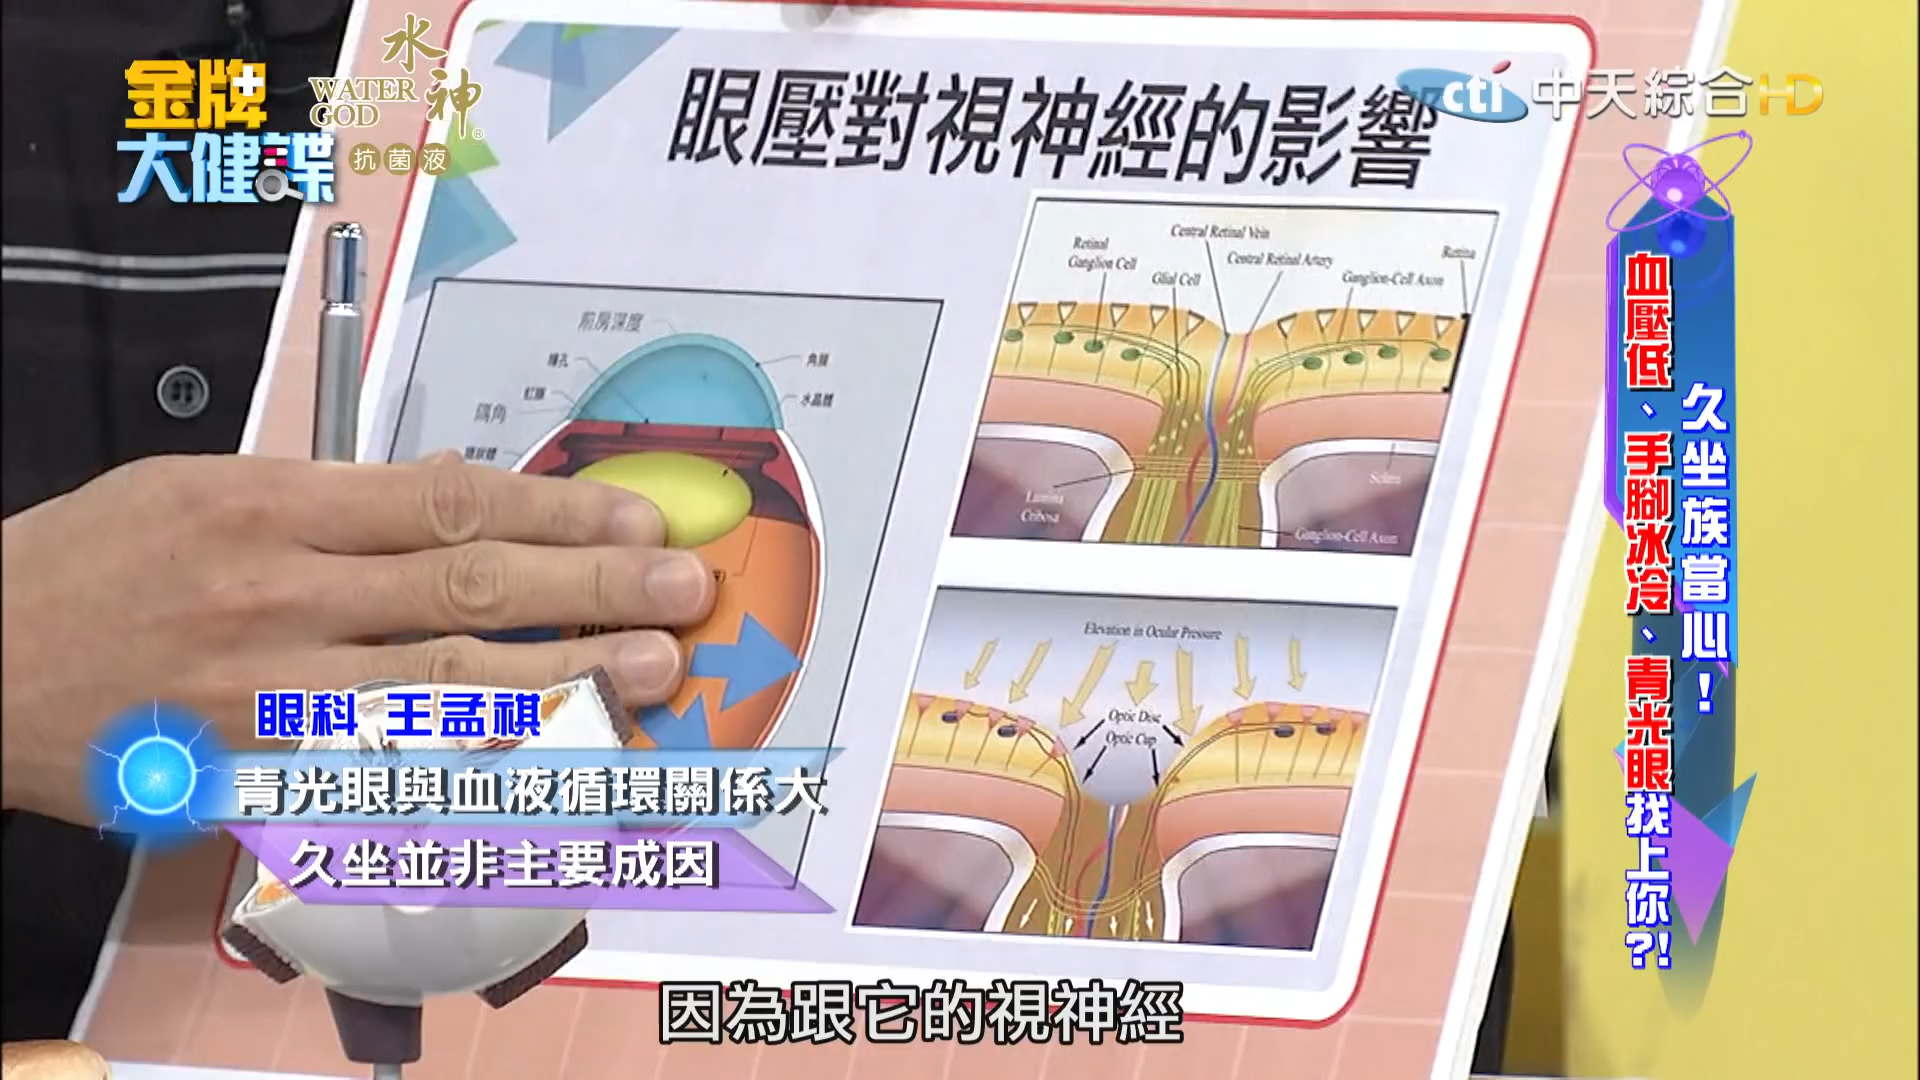 金牌
大健諜
水神®
WATER
GOD
抗菌液
眼壓對視神經的影響
cti 中天綜合HD
前房深度
瞳孔
角膜
虹膜
水晶體
隅角
Central Retinal Vein
Retinal
Ganglion Cell
Central Retinal Artery
Retina
Glial Cell
Ganglion-Cell Axon
Lamina
Cribosa
Sclera
Ganglion-Cell Axon
Elevation in Ocular Pressure
Optic Disc
Optic Cup
久坐族當心!
血壓低、手腳冰冷、青光眼找上你?!
眼科 王孟祺
青光眼與血液循環關係大
久坐並非主要成因
因為跟它的視神經